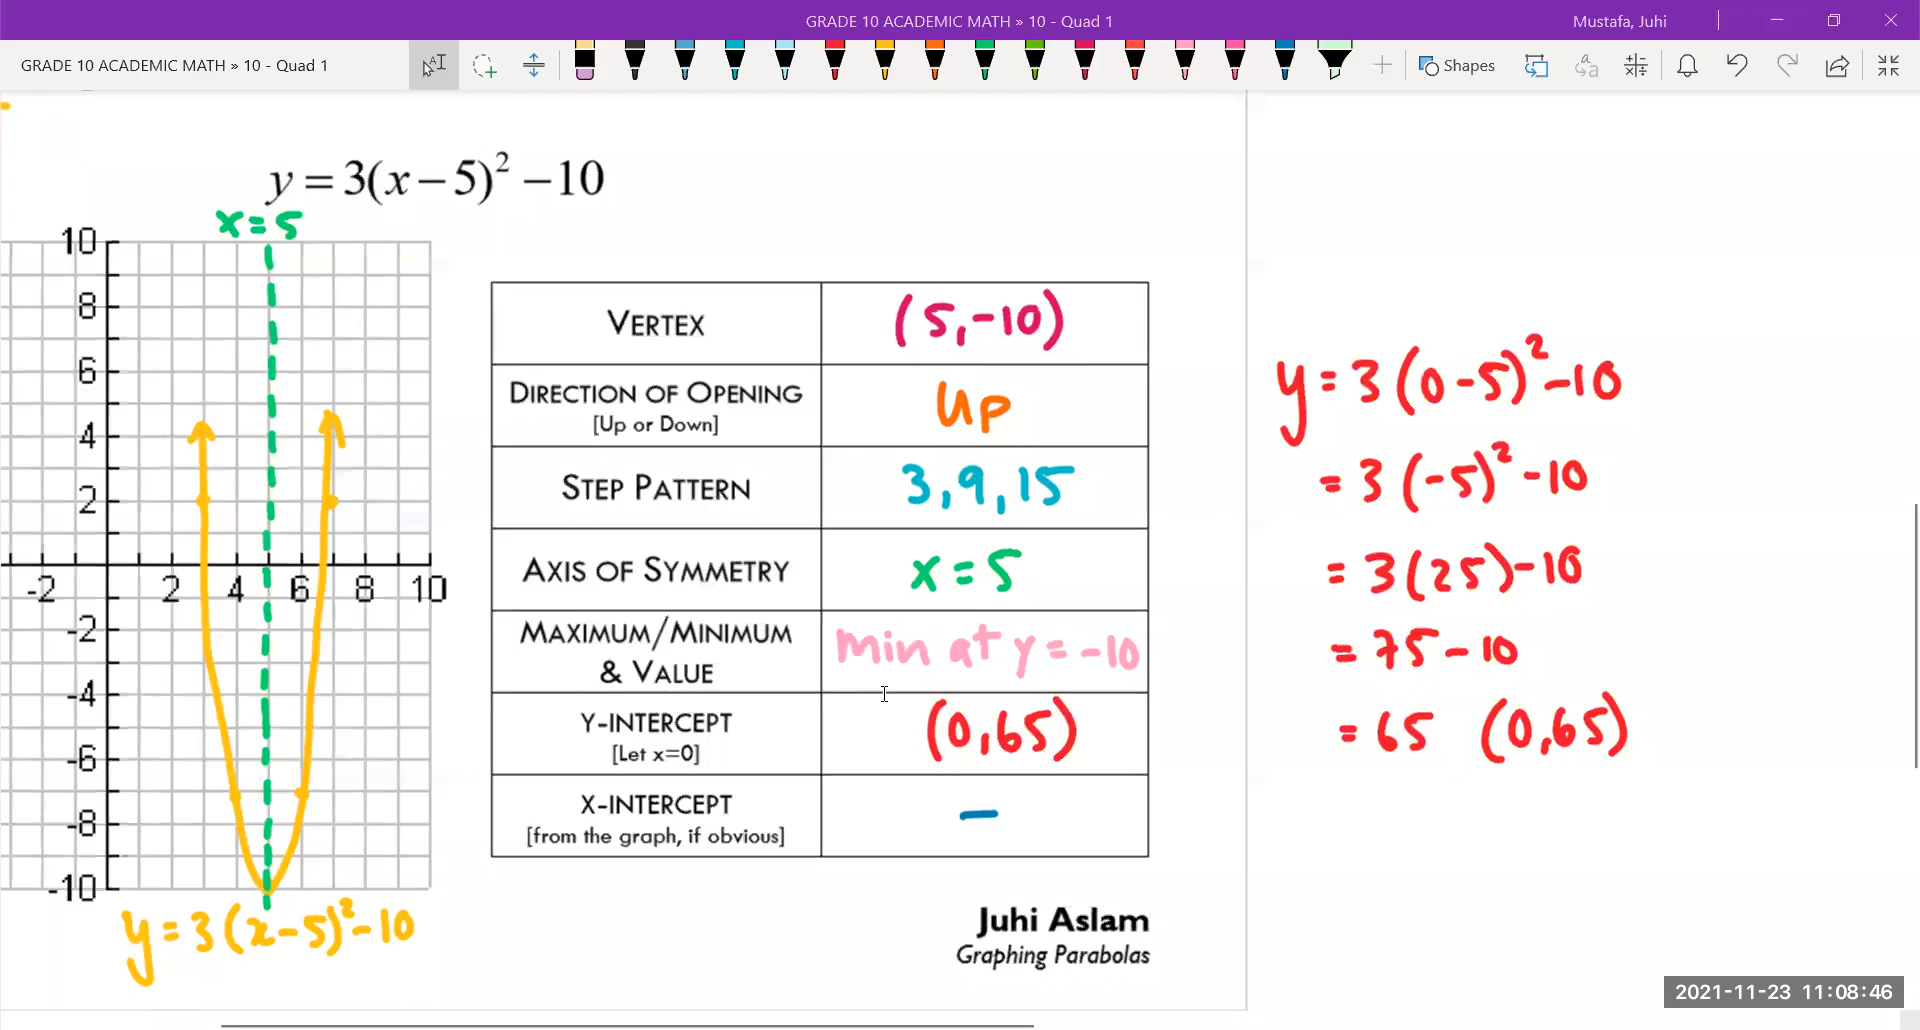 GRADE 10 ACADEMIC MATH » 10 - Quad 1
Mustafa, Juhi
GRADE 10 ACADEMIC MATH » 10 - Quad 1
Shapes
y = 3(x − 5)² − 10
x = 5
10
8
6
4
2
-2 2 4 6 8 10
-2
-4
-6
-8
-10
y = 3(x - 5)² - 10
VERTEX (5, -10)
DIRECTION OF OPENING Up
[Up or Down]
STEP PATTERN 3, 9, 15
AXIS OF SYMMETRY x = 5
MAXIMUM/MINIMUM min at y = -10
& VALUE
Y-INTERCEPT (0, 65)
[Let x=0]
X-INTERCEPT —
[from the graph, if obvious]
Juhi Aslam
Graphing Parabolas
y = 3 (0 - 5)² - 10
= 3 (-5)² - 10
= 3 (25) - 10
= 75 - 10
= 65 (0, 65)
2021-11-23 11:08:46